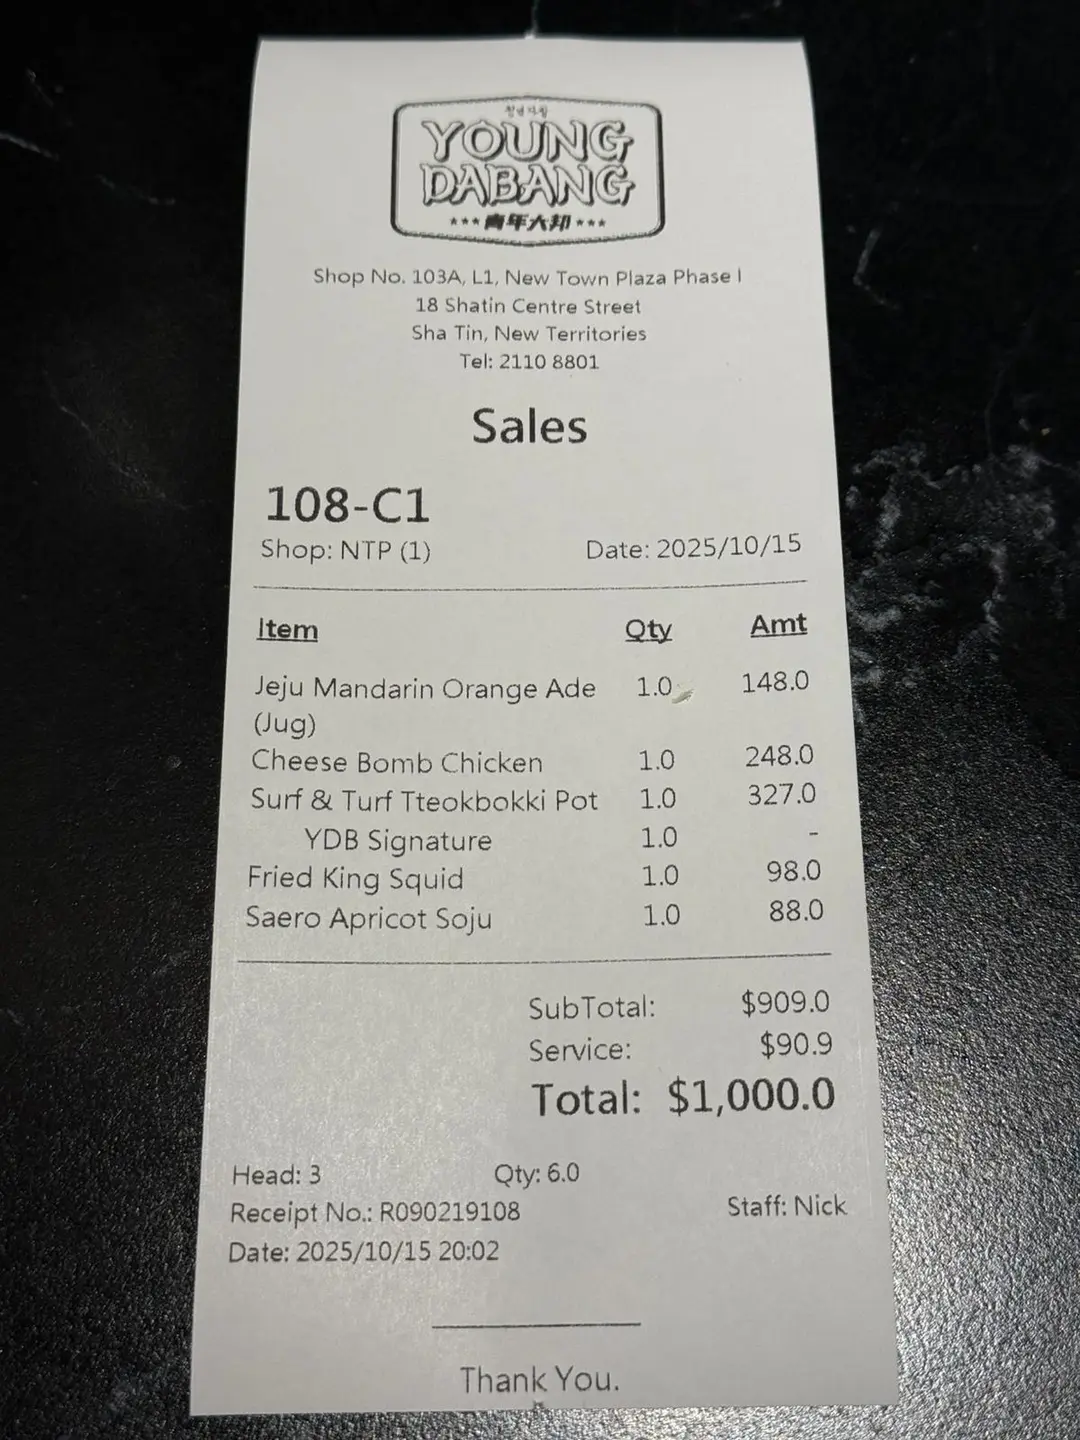 청년다방
YOUNG
DABANG
*** 青年大邦 ***
Shop No. 103A, L1, New Town Plaza Phase I
18 Shatin Centre Street
Sha Tin, New Territories
Tel: 2110 8801
Sales
108-C1
Shop: NTP (1) Date: 2025/10/15
Item Qty Amt
Jeju Mandarin Orange Ade 1.0 148.0
(Jug)
Cheese Bomb Chicken 1.0 248.0
Surf & Turf Tteokbokki Pot 1.0 327.0
YDB Signature 1.0 -
Fried King Squid 1.0 98.0
Saero Apricot Soju 1.0 88.0
SubTotal: $909.0
Service: $90.9
Total: $1,000.0
Head: 3 Qty: 6.0
Receipt No.: R090219108 Staff: Nick
Date: 2025/10/15 20:02
Thank You.